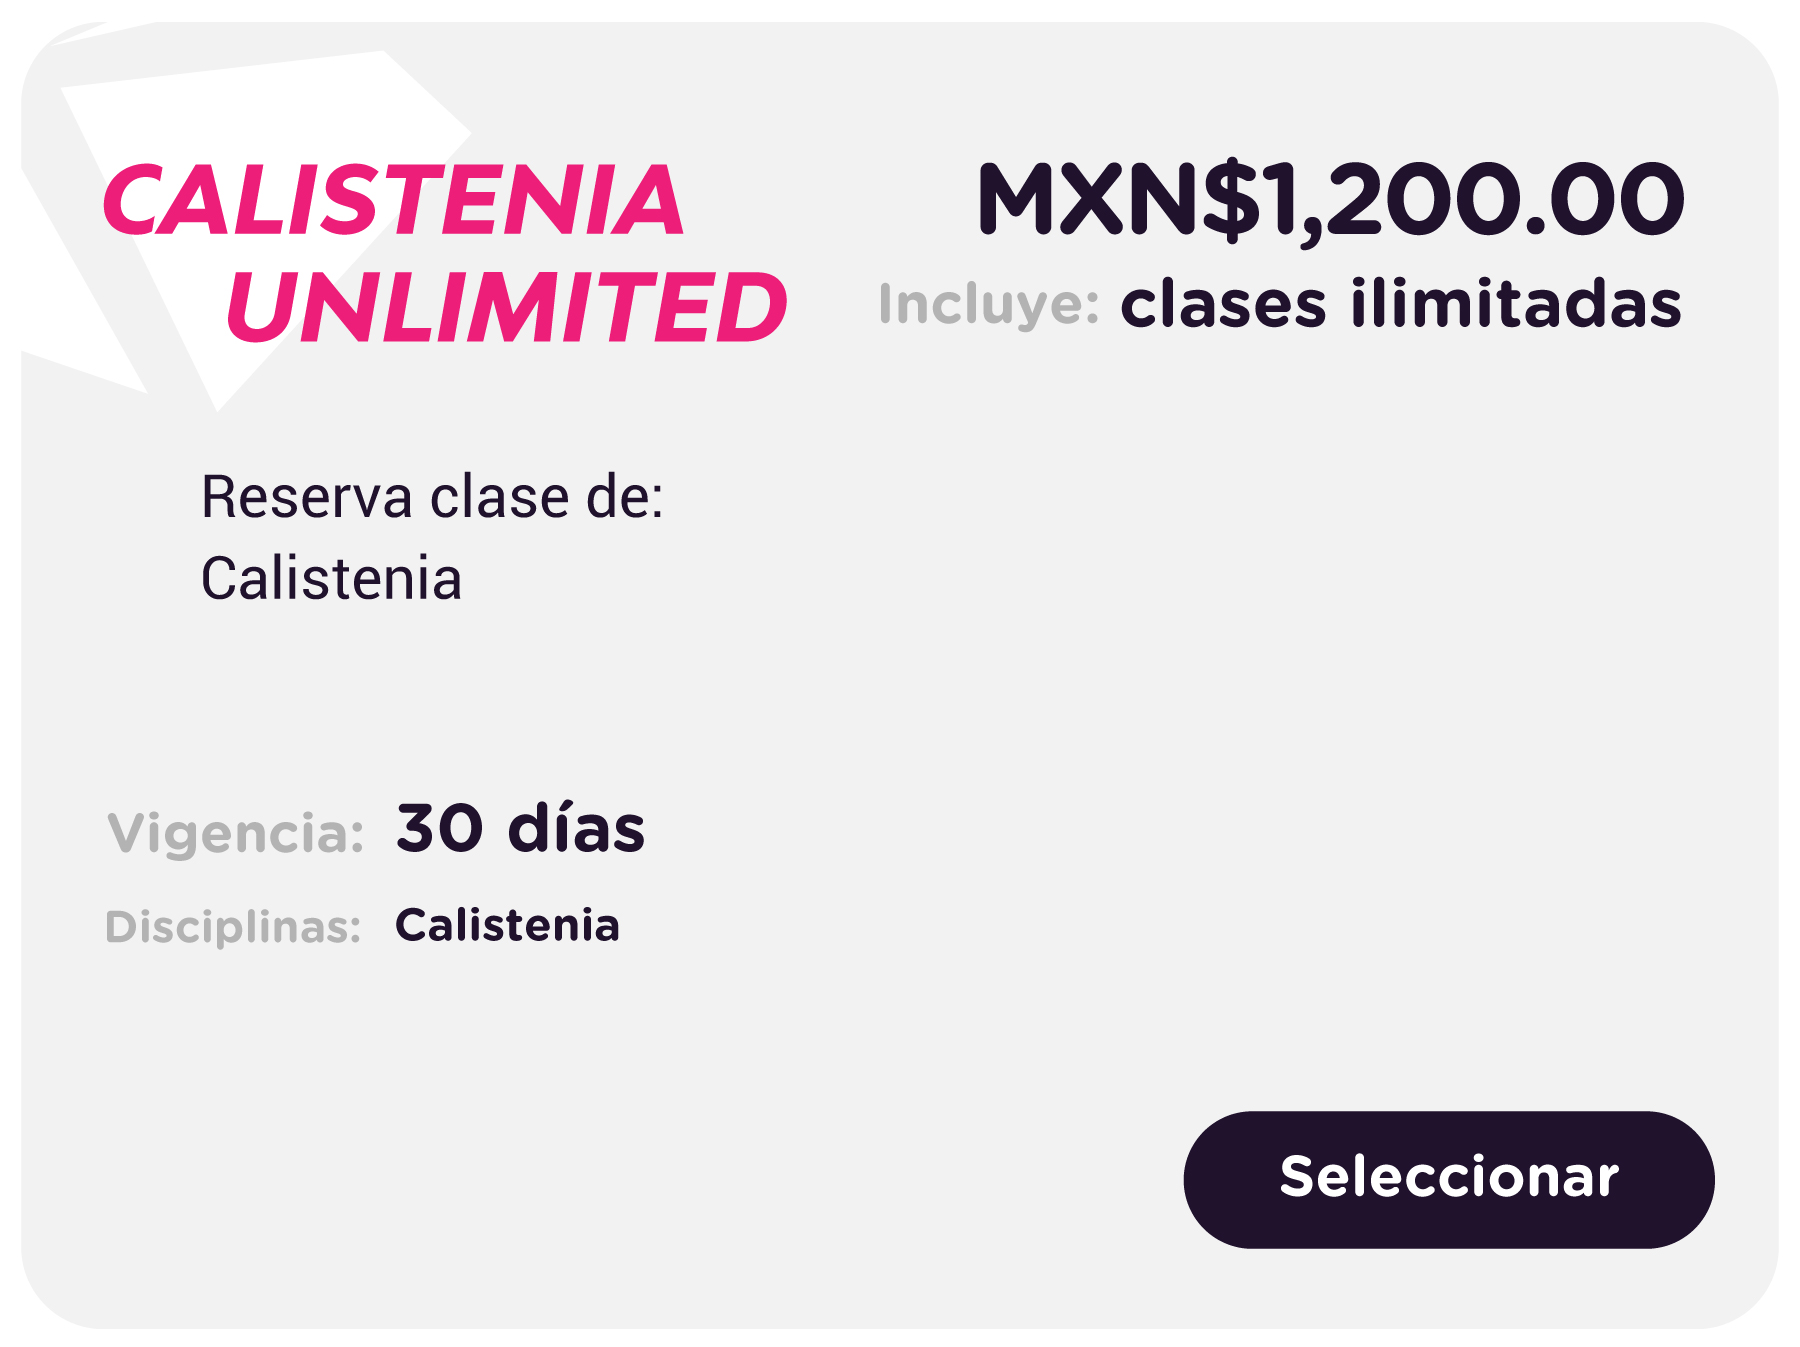 CALISTENIA
UNLIMITED
MXN$1,200.00
Incluye: clases ilimitadas
Reserva clase de:
Calistenia
Vigencia: 30 días
Disciplinas: Calistenia
Seleccionar